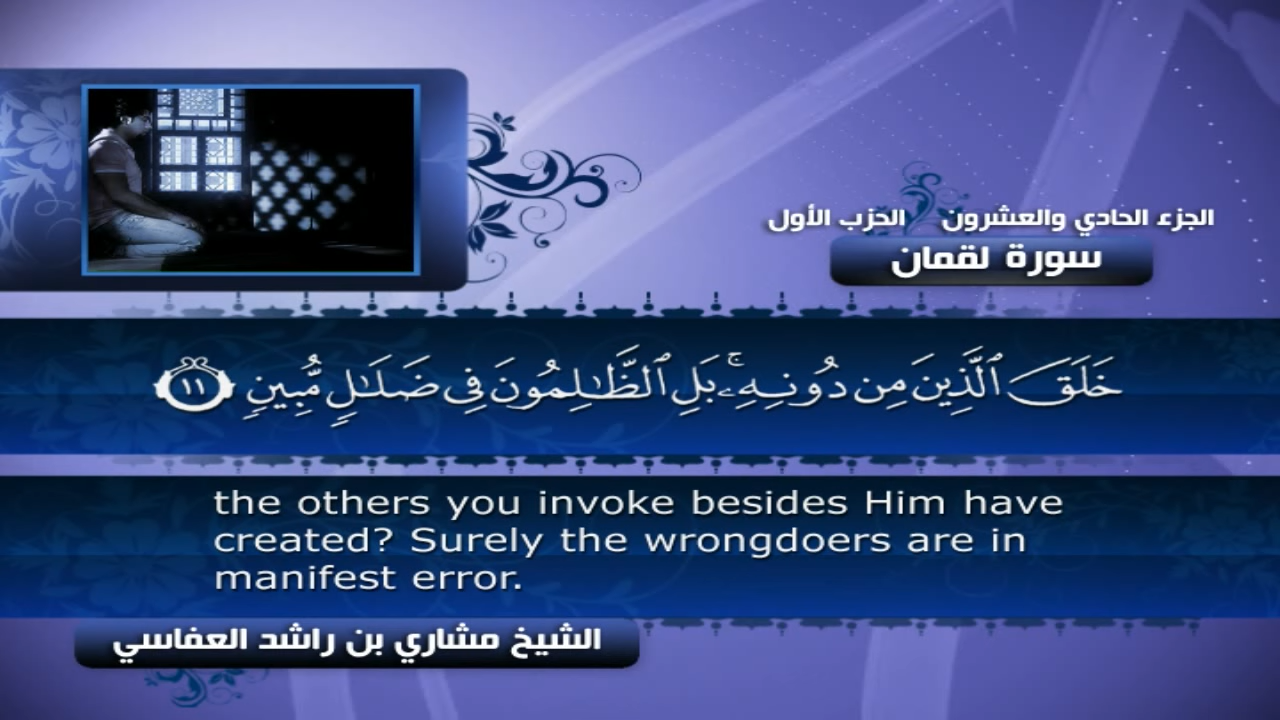 الجزء الحادي والعشرون الحزب الأول
سورة لقمان
خَلَقَ ٱلَّذِينَ مِن دُونِهِۦ ۚ بَلِ ٱلظَّٰلِمُونَ فِى ضَلَٰلٍ مُّبِينٍ ١١
the others you invoke besides Him have
created? Surely the wrongdoers are in
manifest error.
الشيخ مشاري بن راشد العفاسي